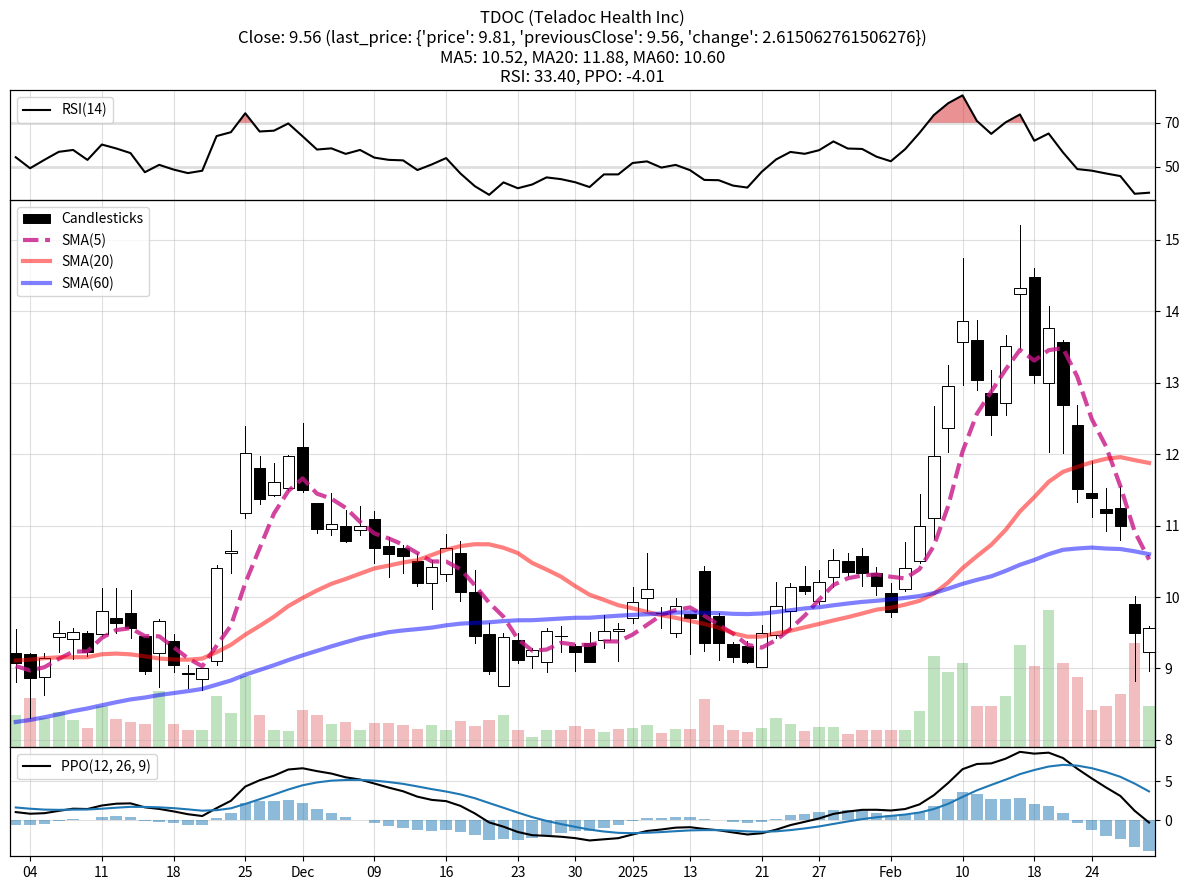 TDOC (Teladoc Health Inc)
Close: 9.56 (last_price: {'price': 9.81, 'previousClose': 9.56, 'change': 2.615062761506276})
MA5: 10.52, MA20: 11.88, MA60: 10.60
RSI: 33.40, PPO: -4.01
RSI(14)
70
50
Candlesticks
SMA(5)
SMA(20)
SMA(60)
15
14
13
12
11
10
9
8
PPO(12, 26, 9)
5
0
04 11 18 25 Dec 09 16 23 30 2025 13 21 27 Feb 10 18 24